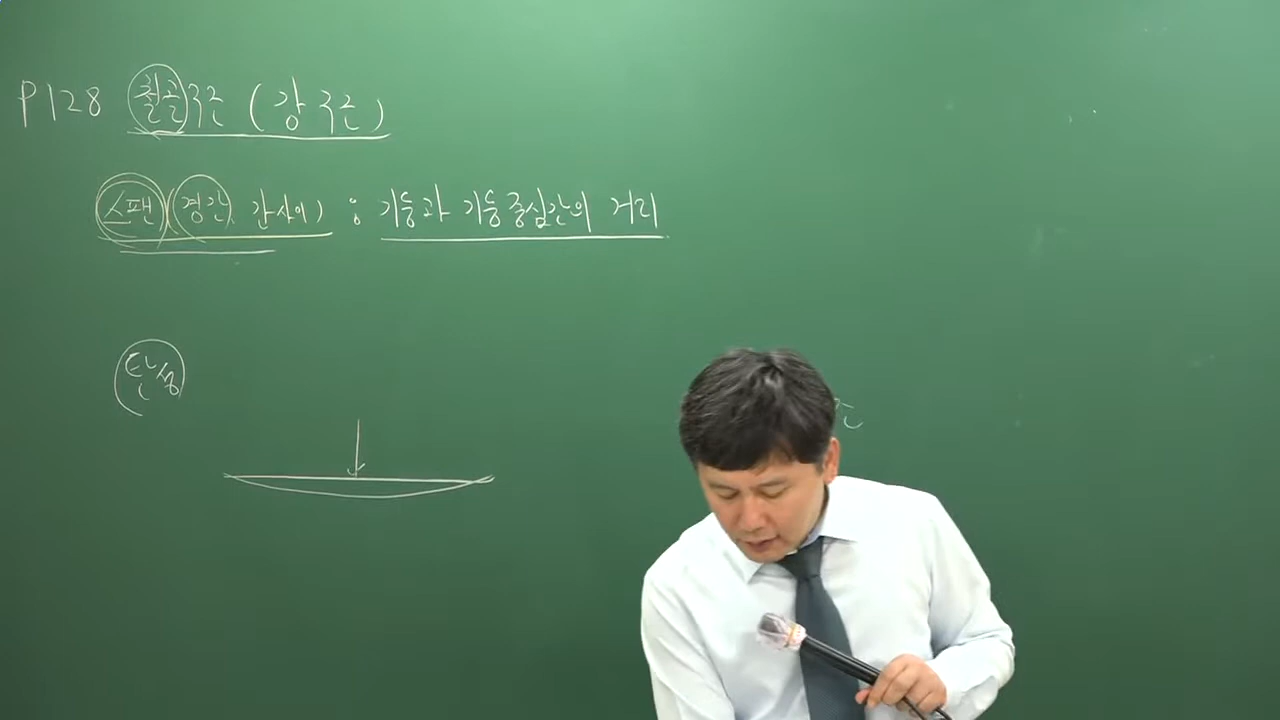 P128 철골구조 (강구조)
스팬(경간, 간사이) : 기둥과 기둥중심간의 거리
탄성